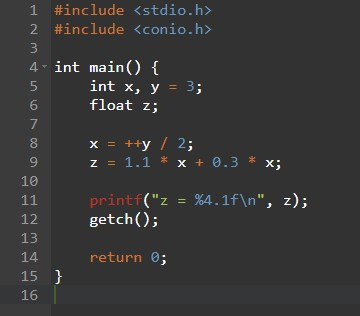 1 #include <stdio.h>
2 #include <conio.h>
3
4 int main() {
5     int x, y = 3;
6     float z;
7
8     x = ++y / 2;
9     z = 1.1 * x + 0.3 * x;
10
11     printf("z = %4.1f\n", z);
12     getch();
13
14     return 0;
15 }
16